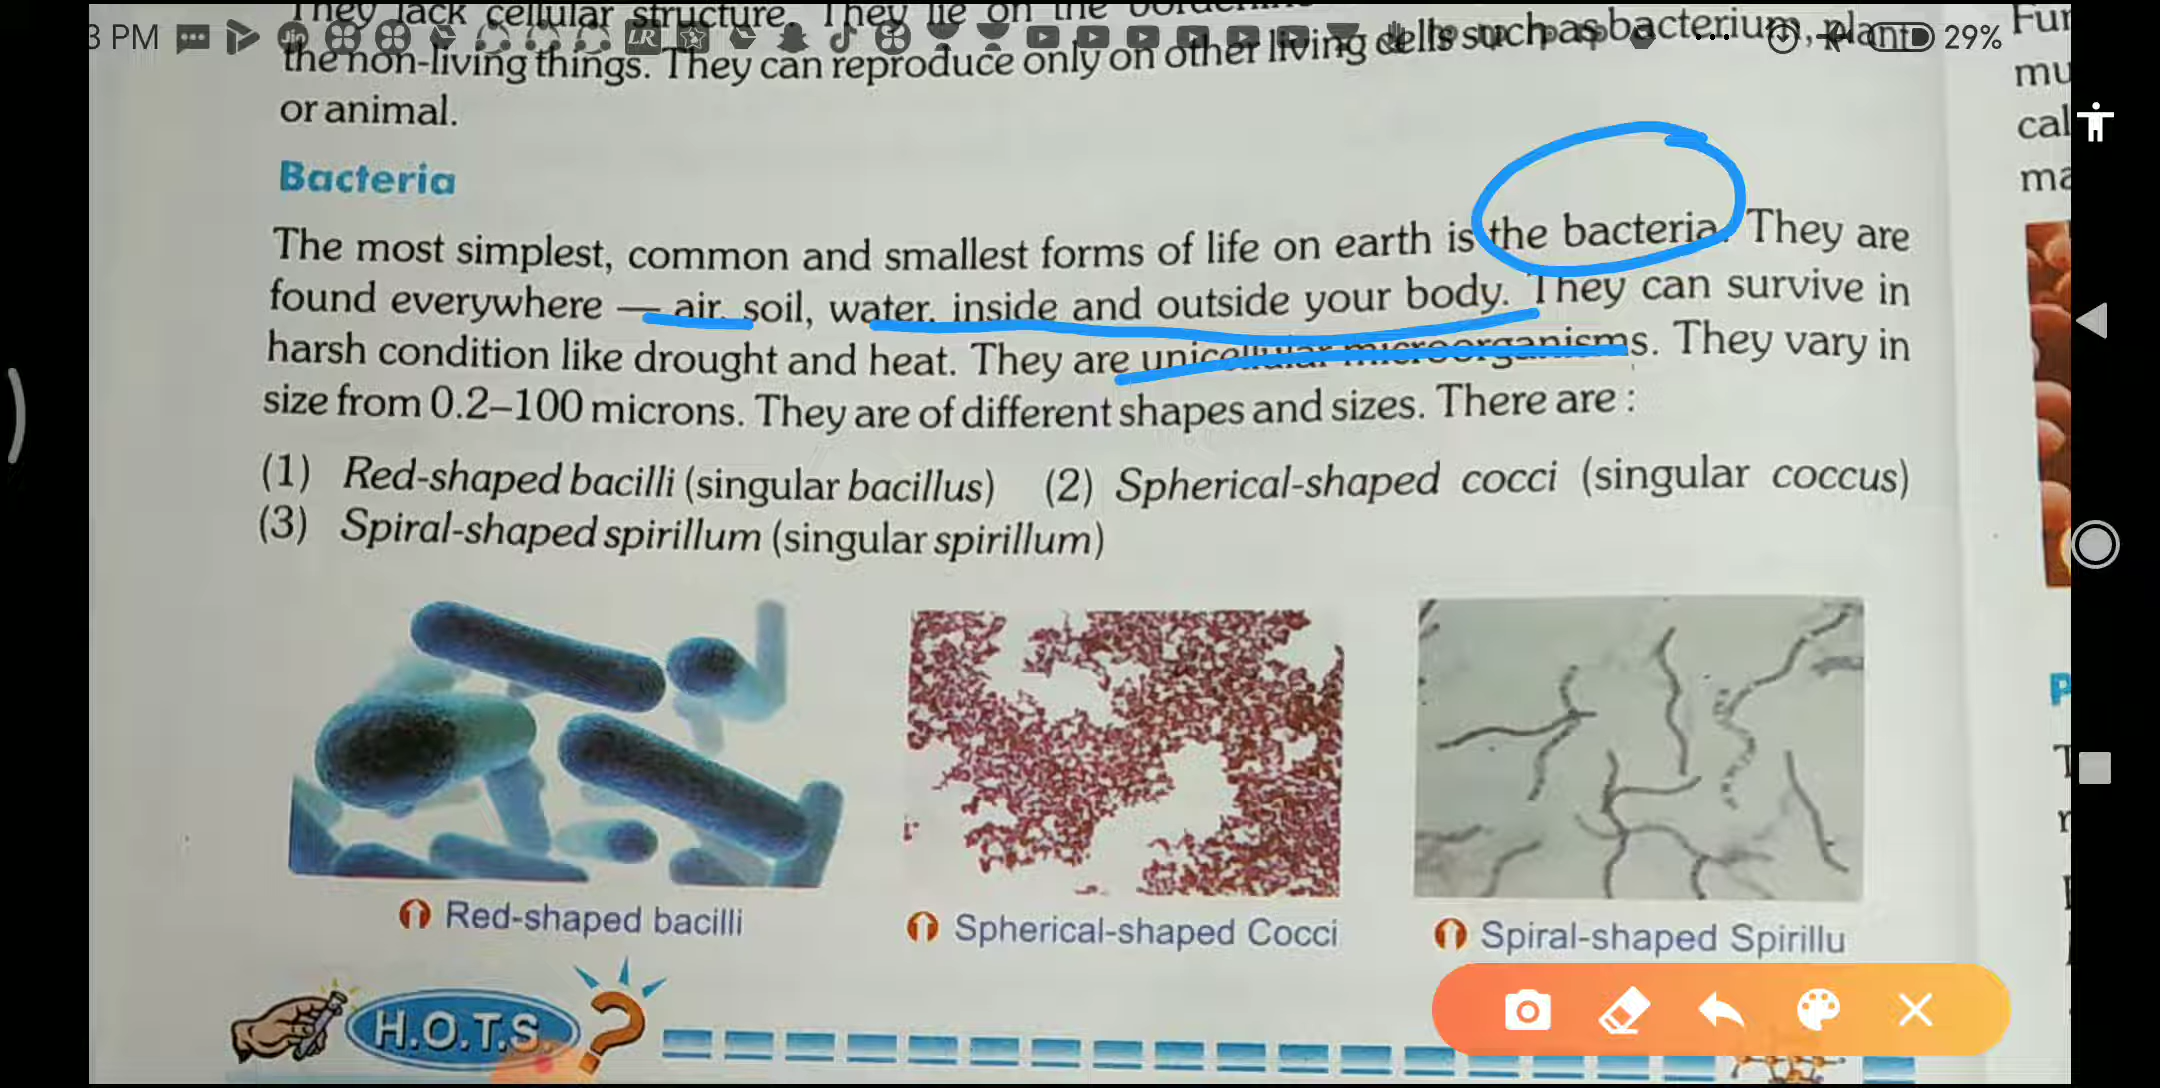 They lack cellular structure. They lie on the
3 PM 29%
the non-living things. They can reproduce only on other living cells such as bacterium, plant
or animal.
Bacteria
The most simplest, common and smallest forms of life on earth is the bacteria. They are
found everywhere — air, soil, water, inside and outside your body. They can survive in
harsh condition like drought and heat. They are unicellular microorganisms. They vary in
size from 0.2–100 microns. They are of different shapes and sizes. There are :
(1) Red-shaped bacilli (singular bacillus) (2) Spherical-shaped cocci (singular coccus)
(3) Spiral-shaped spirillum (singular spirillum)
Red-shaped bacilli
Spherical-shaped Cocci
Spiral-shaped Spirillu
H.O.T.S.
?
Jio
LR